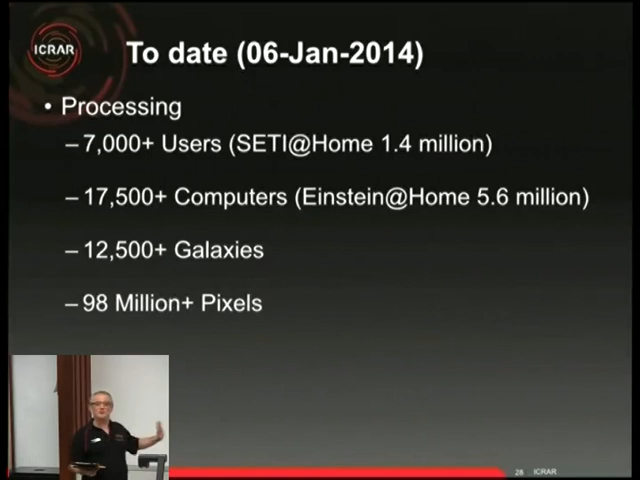 ICRAR
To date (06-Jan-2014)
• Processing
– 7,000+ Users (SETI@Home 1.4 million)
– 17,500+ Computers (Einstein@Home 5.6 million)
– 12,500+ Galaxies
– 98 Million+ Pixels
28 ICRAR